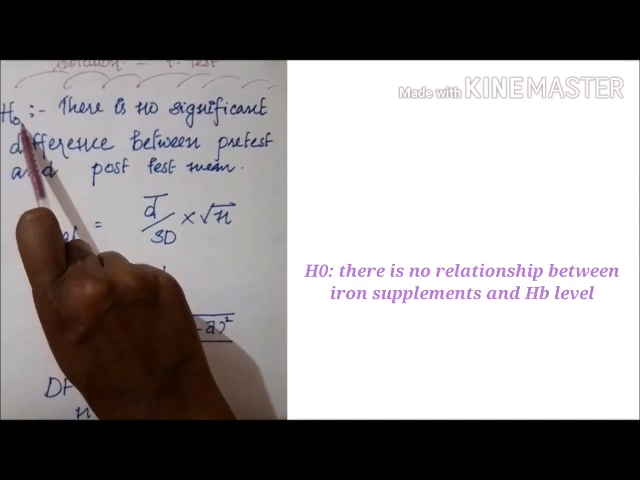 Solution :- t-test
H₀ :- There is no significant
difference between pretest
and post test mean.
= d̅/SD × √n
Df
n
Made with KINEMASTER
H0: there is no relationship between
iron supplements and Hb level